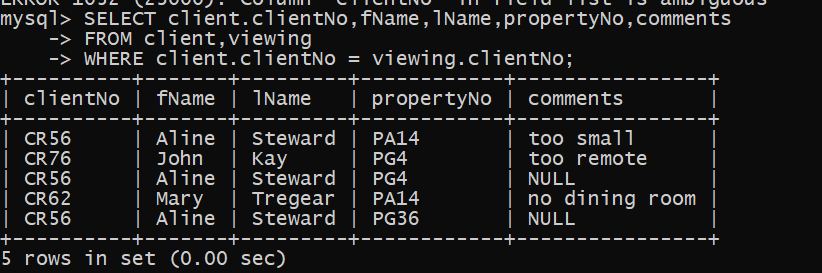 ERROR 1052 (23000): Column 'clientNo' in field list is ambiguous
mysql> SELECT client.clientNo,fName,lName,propertyNo,comments
    -> FROM client,viewing
    -> WHERE client.clientNo = viewing.clientNo;
+----------+-------+---------+------------+----------------+
| clientNo | fName | lName   | propertyNo | comments       |
+----------+-------+---------+------------+----------------+
| CR56     | Aline | Steward | PA14       | too small      |
| CR76     | John  | Kay     | PG4        | too remote     |
| CR56     | Aline | Steward | PG4        | NULL           |
| CR62     | Mary  | Tregear | PA14       | no dining room |
| CR56     | Aline | Steward | PG36       | NULL           |
+----------+-------+---------+------------+----------------+
5 rows in set (0.00 sec)